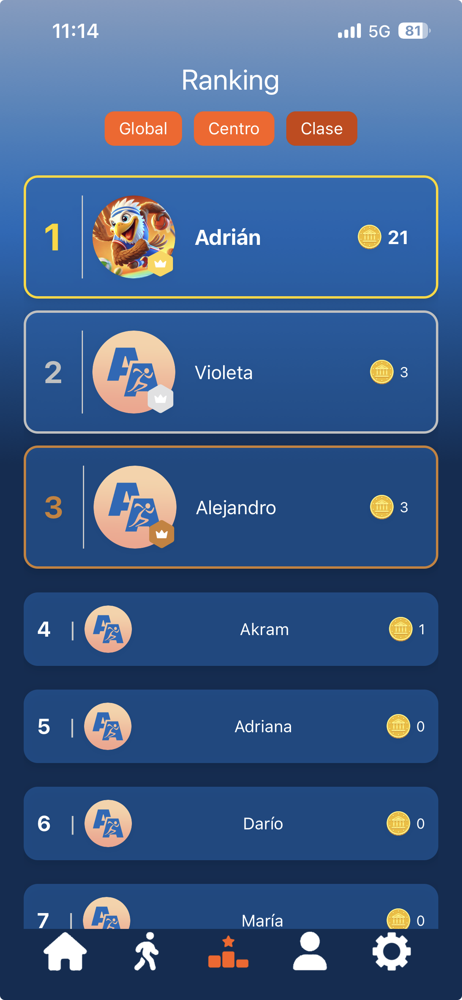 11:14 5G 81
Ranking
Global Centro Clase
1 Adrián 21
2 Violeta 3
3 Alejandro 3
4 | Akram 1
5 | Adriana 0
6 | Darío 0
7 | María 0